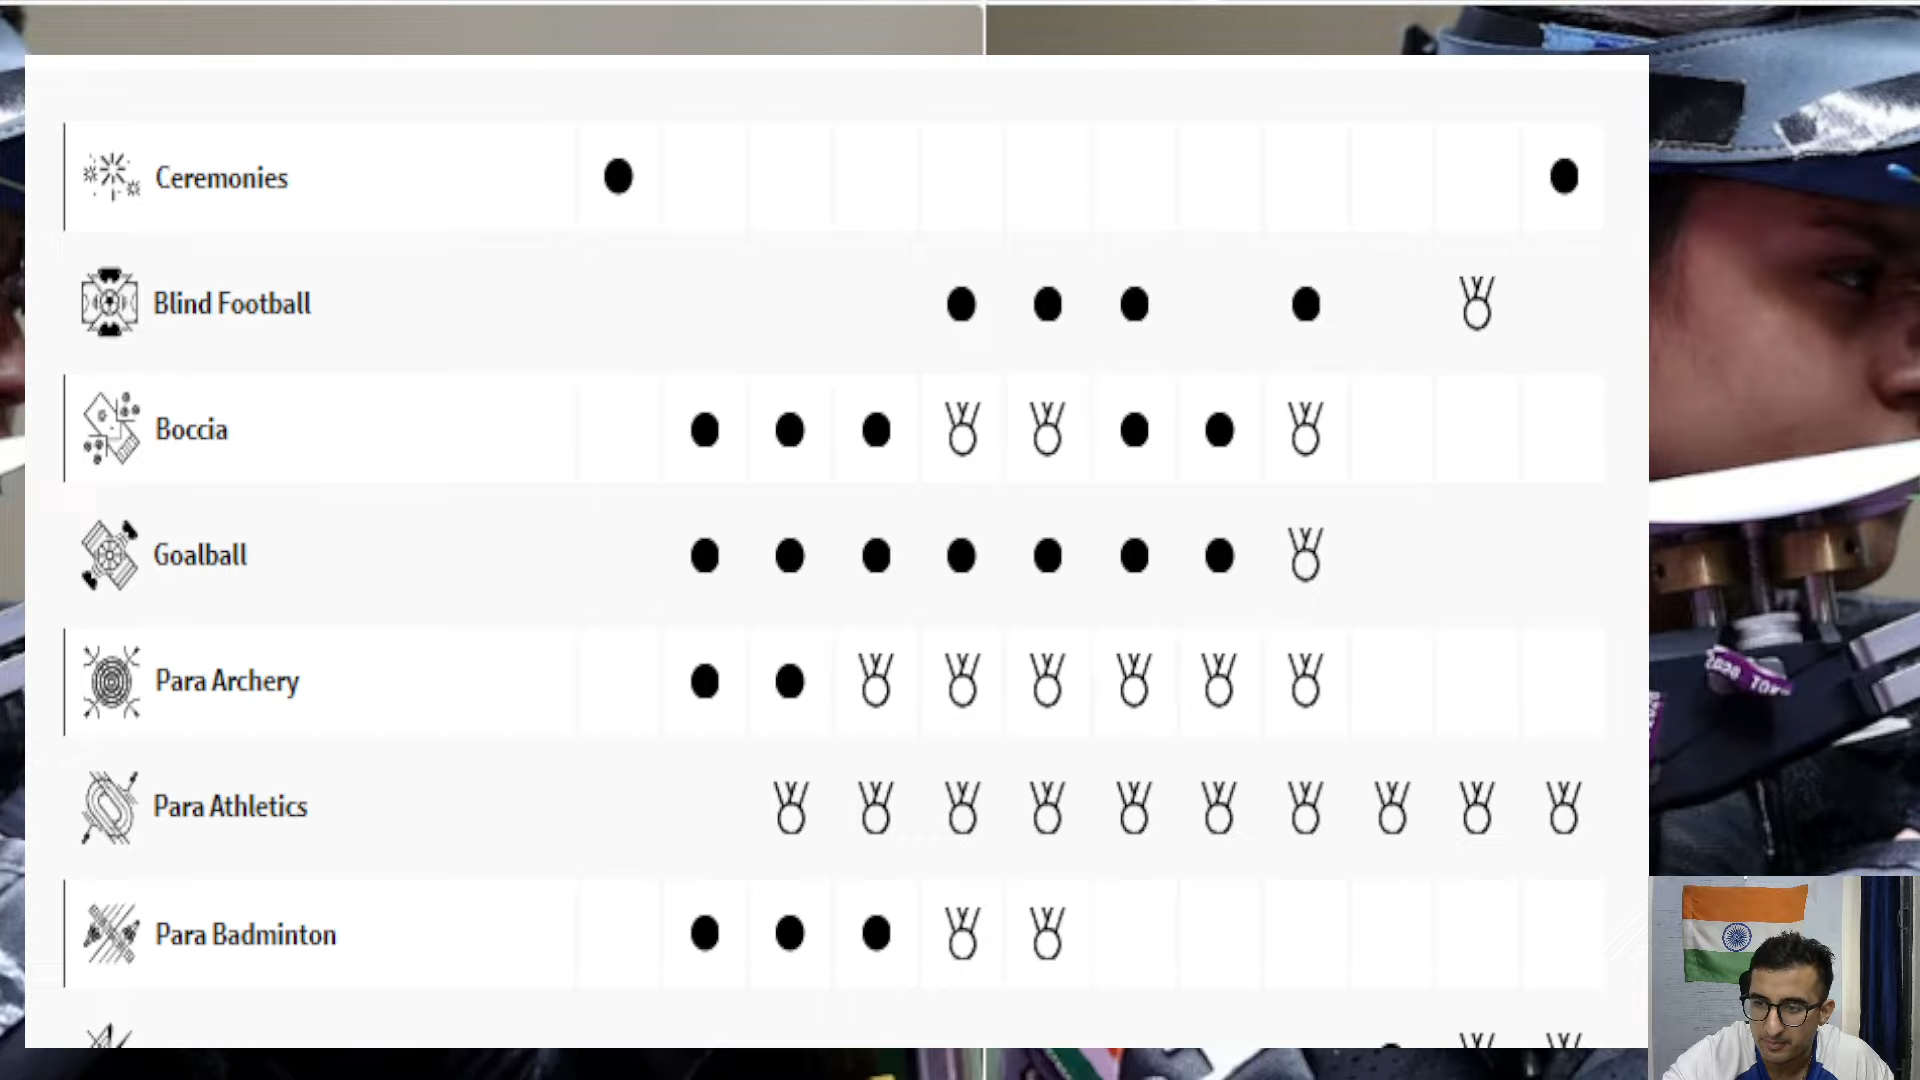 Ceremonies
Blind Football
Boccia
Goalball
Para Archery
Para Athletics
Para Badminton